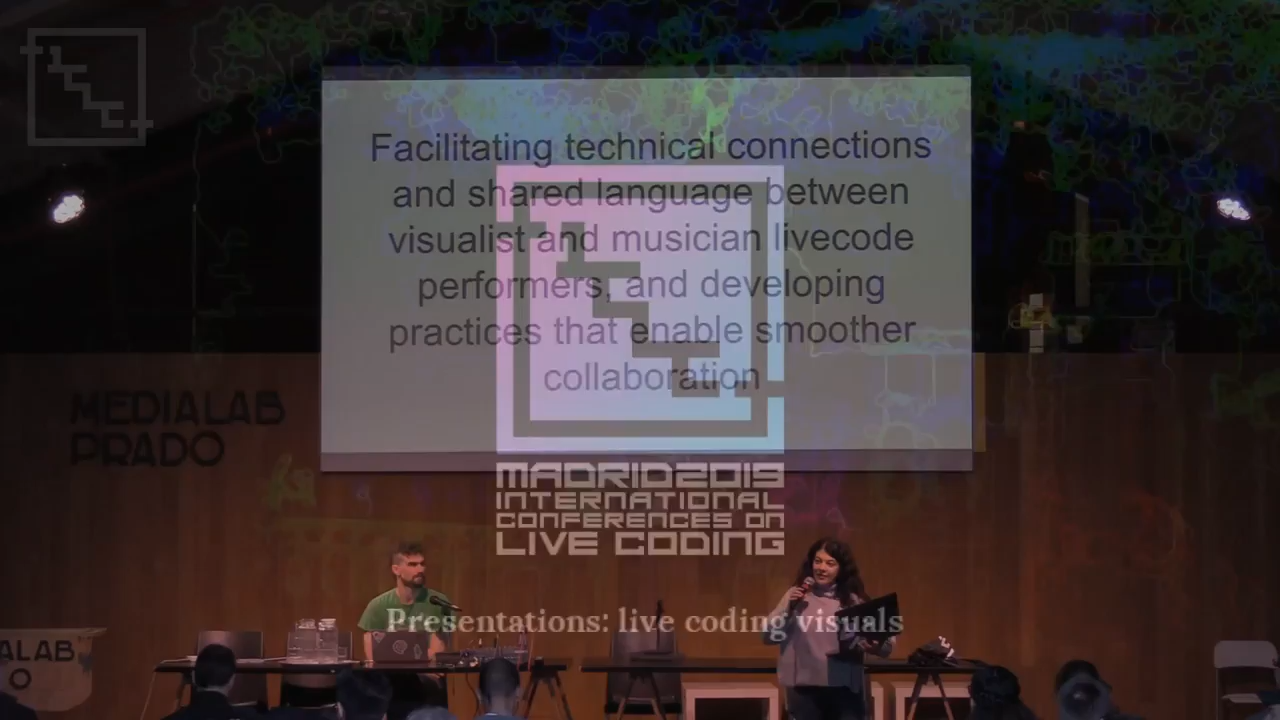 Facilitating technical connections
and shared language between
visualist and musician livecode
performers, and developing
practices that enable smoother
collaboration
MEDIALAB
PRADO
MADRID2019
INTERNATIONAL
CONFERENCES ON
LIVE CODING
Presentations: live coding visuals
ALAB
O